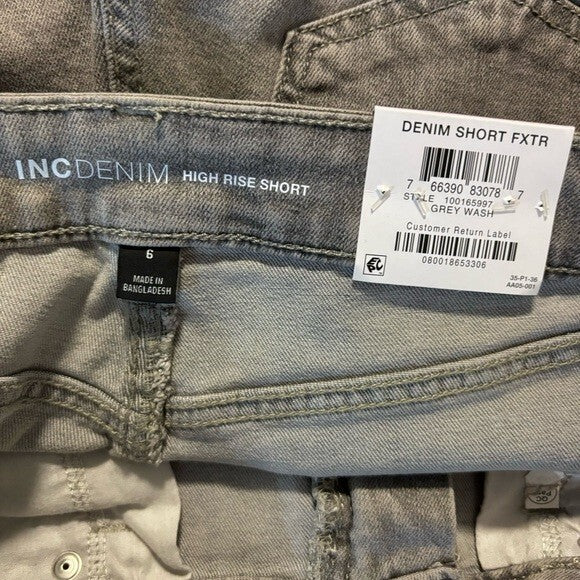 INCDENIM HIGH RISE SHORT
6
MADE IN
BANGLADESH
DENIM SHORT FXTR
7 66390 83078 7
STYLE 100165997
GREY WASH
Customer Return Label
080018653306
35-P1-36
AA05-001
QC